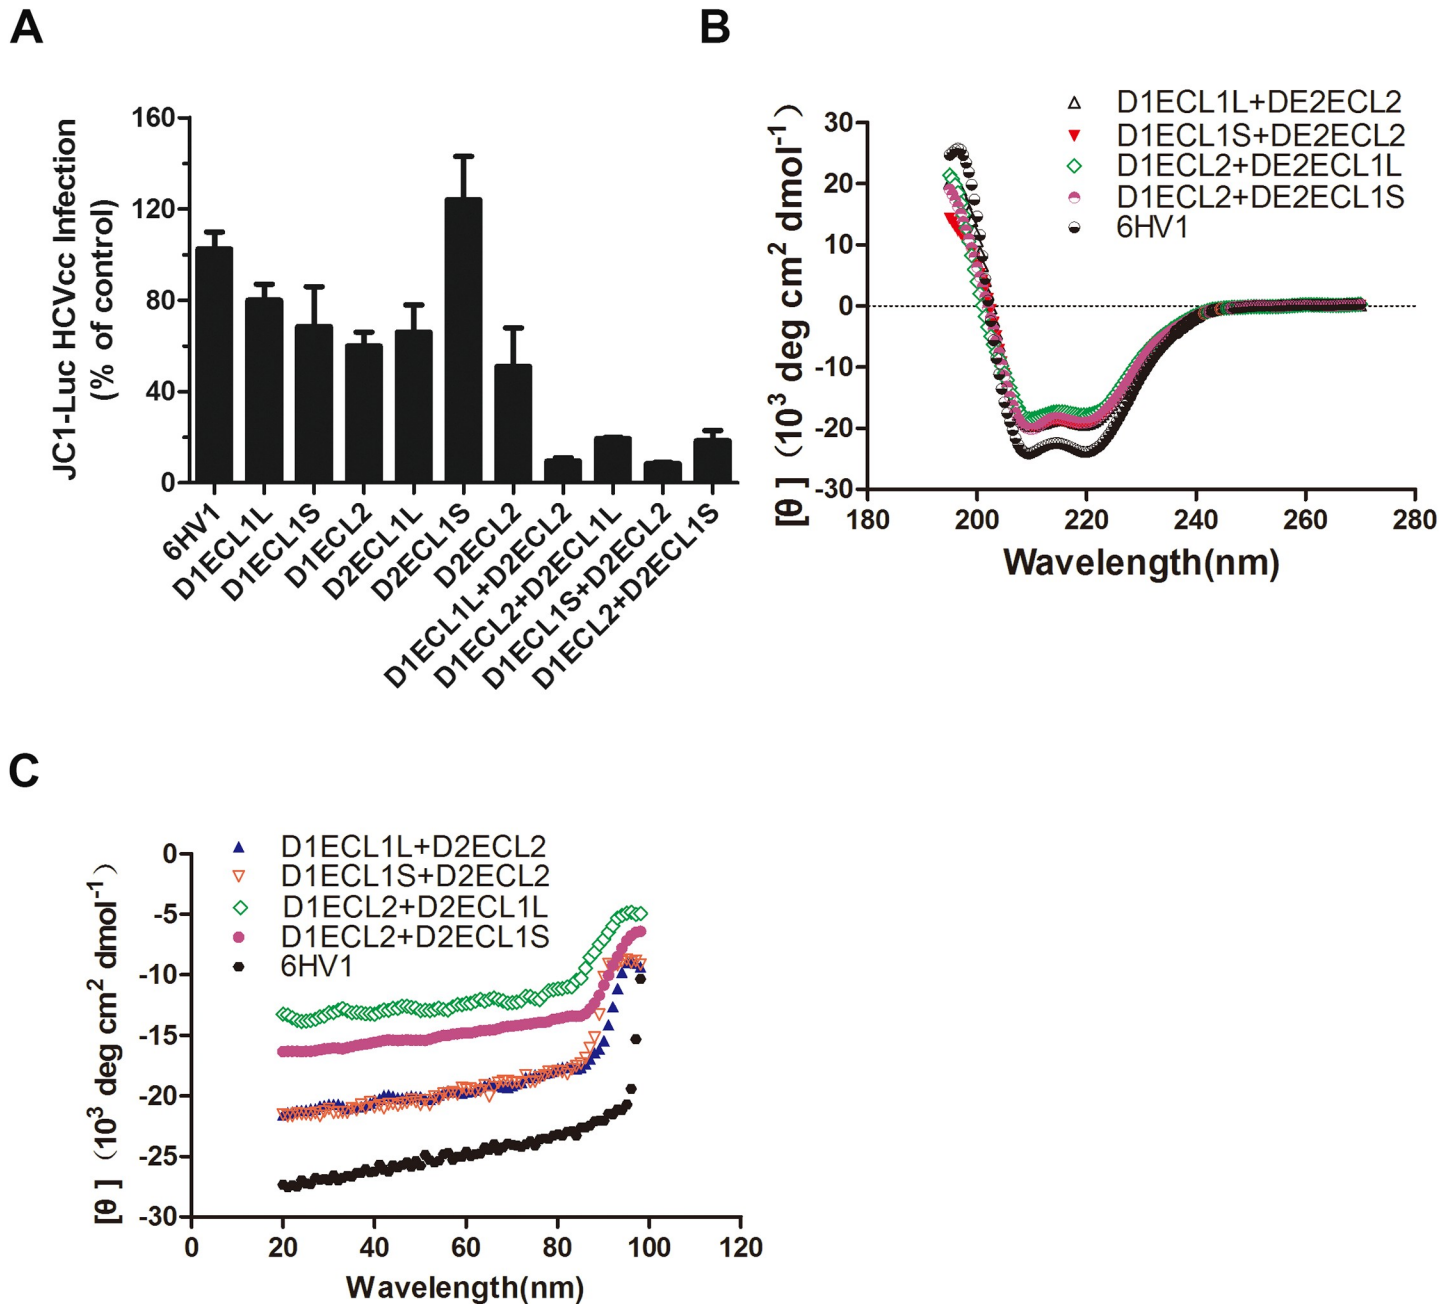 A
JC1-Luc HCVcc Infection
(% of control)
160
120
80
40
0
6HV1
D1ECL1L
D1ECL1S
D1ECL2
D2ECL1L
D2ECL1S
D2ECL2
D1ECL1L+D2ECL2
D1ECL2+D2ECL1L
D1ECL1S+D2ECL2
D1ECL2+D2ECL1S
B
[θ] (10³ deg cm² dmol⁻¹)
30
20
10
0
-10
-20
-30
D1ECL1L+DE2ECL2
D1ECL1S+DE2ECL2
D1ECL2+DE2ECL1L
D1ECL2+DE2ECL1S
6HV1
180 200 220 240 260 280
Wavelength(nm)
C
[θ] (10³ deg cm² dmol⁻¹)
0
-5
-10
-15
-20
-25
-30
D1ECL1L+D2ECL2
D1ECL1S+D2ECL2
D1ECL2+D2ECL1L
D1ECL2+D2ECL1S
6HV1
0 20 40 60 80 100 120
Wavelength(nm)